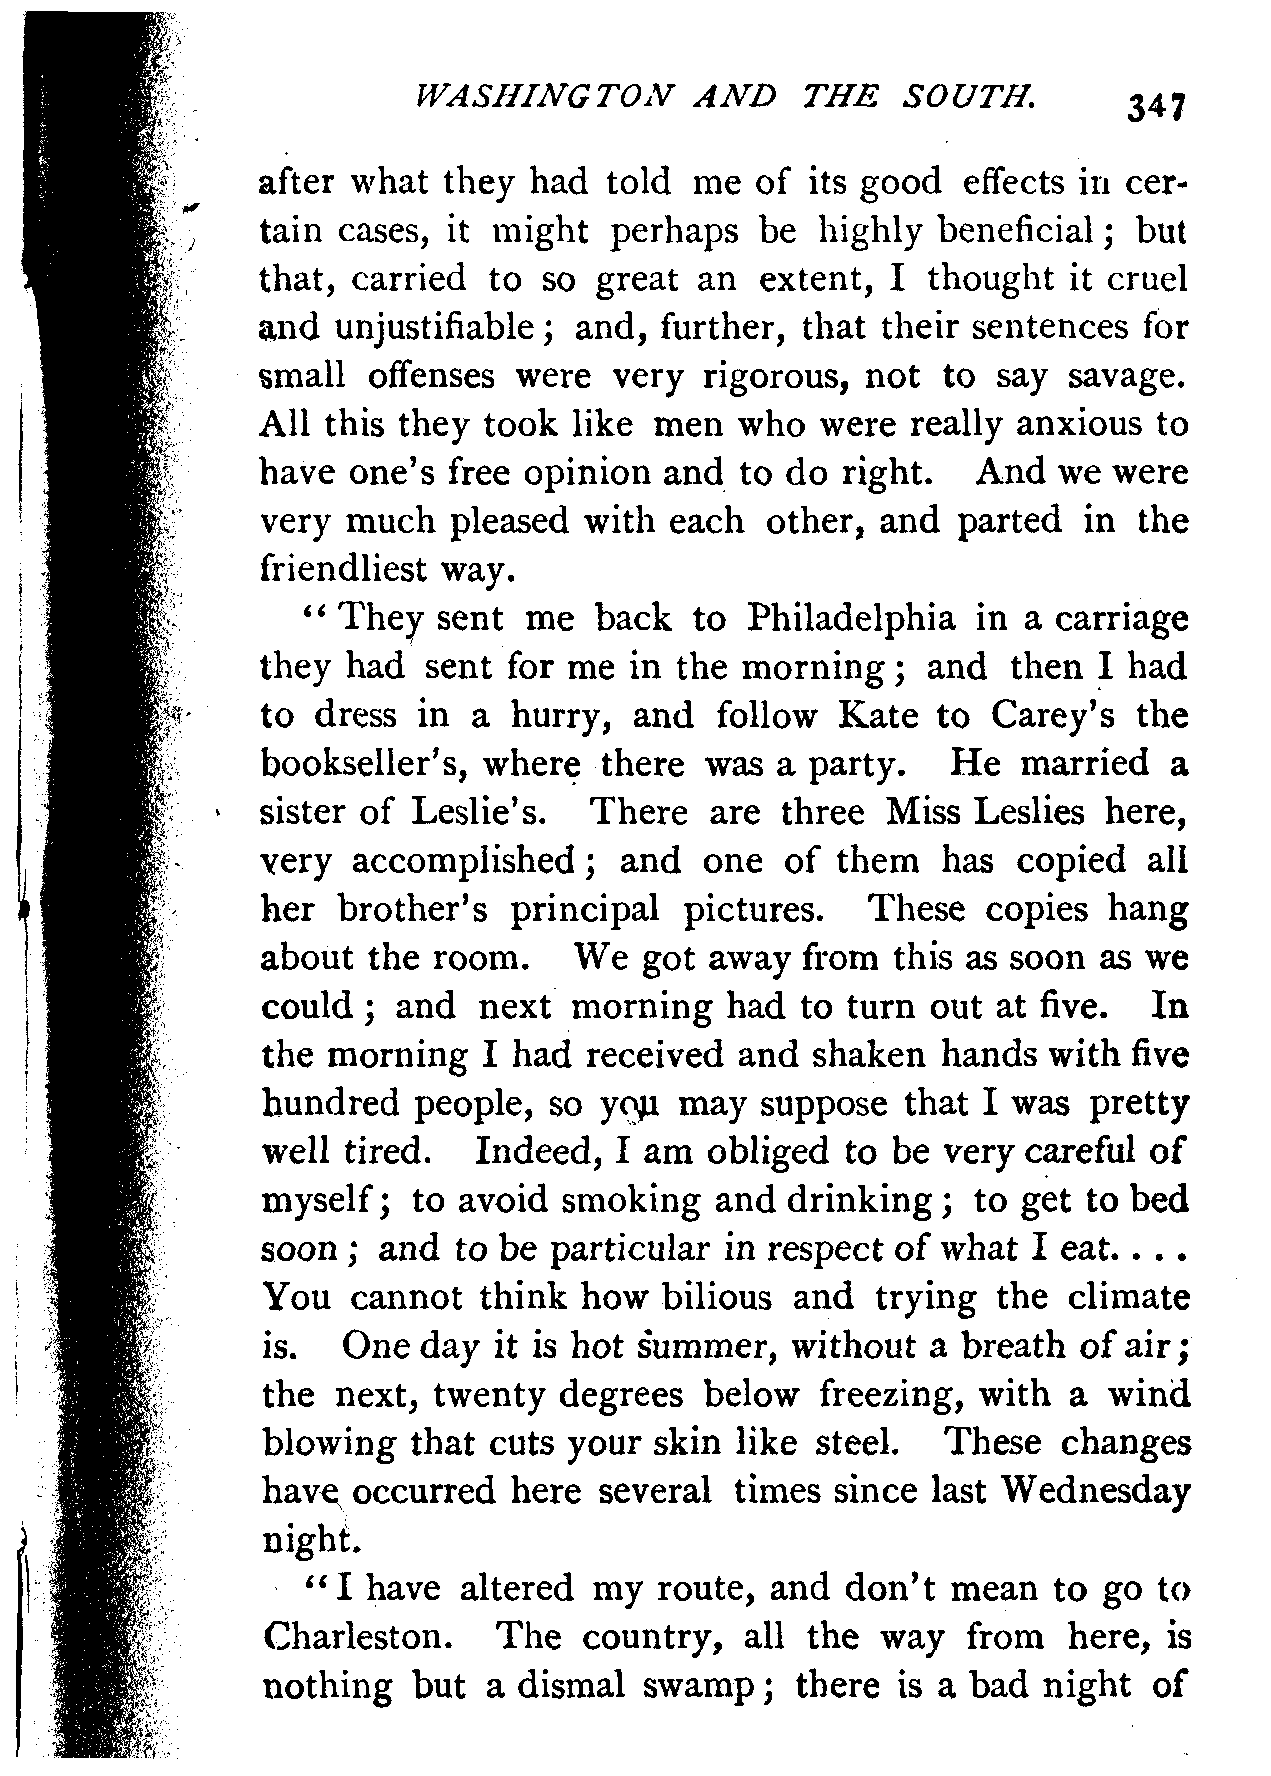 WASHINGTON AND THE SOUTH. 347
after what they had told me of its good effects in cer-
tain cases, it might perhaps be highly beneficial; but
that, carried to so great an extent, I thought it cruel
and unjustifiable; and, further, that their sentences for
small offenses were very rigorous, not to say savage.
All this they took like men who were really anxious to
have one's free opinion and to do right. And we were
very much pleased with each other, and parted in the
friendliest way.
"They sent me back to Philadelphia in a carriage
they had sent for me in the morning; and then I had
to dress in a hurry, and follow Kate to Carey's the
bookseller's, where there was a party. He married a
sister of Leslie's. There are three Miss Leslies here,
very accomplished; and one of them has copied all
her brother's principal pictures. These copies hang
about the room. We got away from this as soon as we
could; and next morning had to turn out at five. In
the morning I had received and shaken hands with five
hundred people, so you may suppose that I was pretty
well tired. Indeed, I am obliged to be very careful of
myself; to avoid smoking and drinking; to get to bed
soon; and to be particular in respect of what I eat. . . .
You cannot think how bilious and trying the climate
is. One day it is hot summer, without a breath of air;
the next, twenty degrees below freezing, with a wind
blowing that cuts your skin like steel. These changes
have occurred here several times since last Wednesday
night.
"I have altered my route, and don't mean to go to
Charleston. The country, all the way from here, is
nothing but a dismal swamp; there is a bad night of